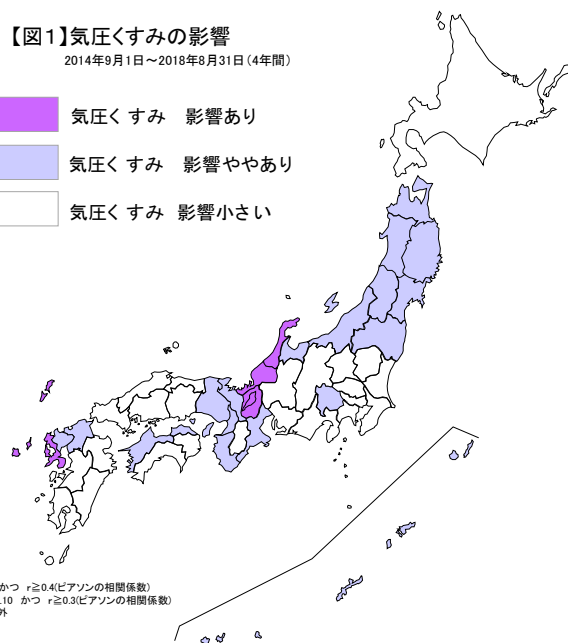 【図1】気圧くすみの影響
2014年9月1日～2018年8月31日(4年間)
気圧くすみ 影響あり
気圧くすみ 影響ややあり
気圧くすみ 影響小さい
かつ r≧0.4(ピアソンの相関係数)
.10 かつ r≧0.3(ピアソンの相関係数)
外